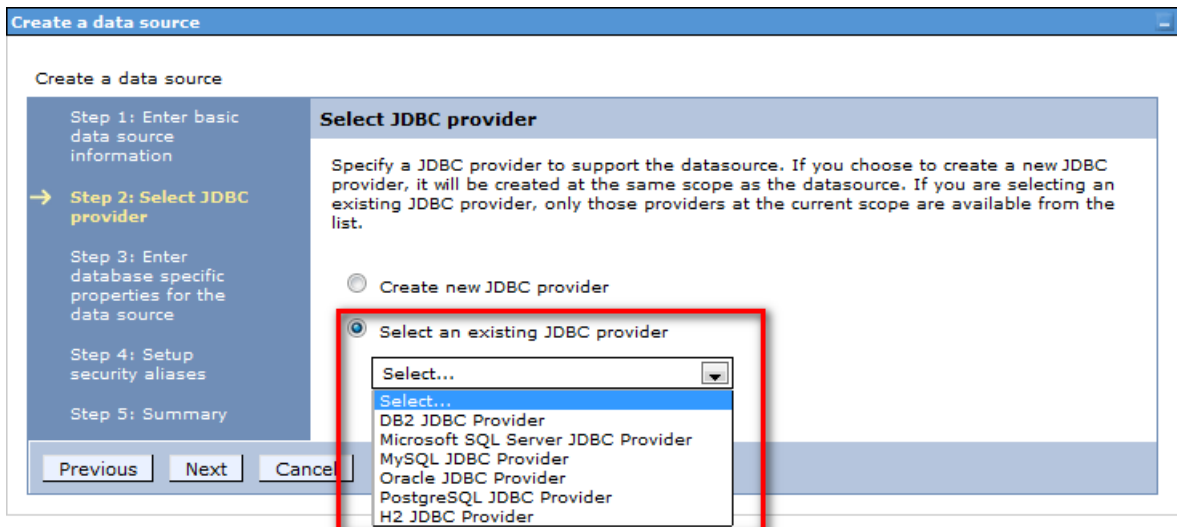 Create a data source
Create a data source
Step 1: Enter basic
data source
information
Step 2: Select JDBC
provider
Step 3: Enter
database specific
properties for the
data source
Step 4: Setup
security aliases
Step 5: Summary
Select JDBC provider
Specify a JDBC provider to support the datasource. If you choose to create a new JDBC
provider, it will be created at the same scope as the datasource. If you are selecting an
existing JDBC provider, only those providers at the current scope are available from the
list.
Create new JDBC provider
Select an existing JDBC provider
Select...
Select...
DB2 JDBC Provider
Microsoft SQL Server JDBC Provider
MySQL JDBC Provider
Oracle JDBC Provider
PostgreSQL JDBC Provider
H2 JDBC Provider
Previous
Next
Cancel